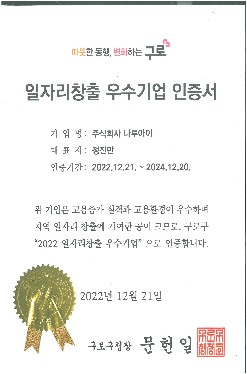 따뜻한 동행, 변화하는 구로
일자리창출 우수기업 인증서
기 업 명 : 주식회사 나루아이
대 표 자 : 정진만
인증기간 : 2022.12.21. ~ 2024.12.20.
위 기업은 고용증가 실적과 고용환경이 우수하며
지역 일자리 창출에 기여한 공이 크므로, 구로구
“2022 일자리창출 우수기업” 으로 인증합니다.
2022년 12월 21일
구로구청장 문헌일